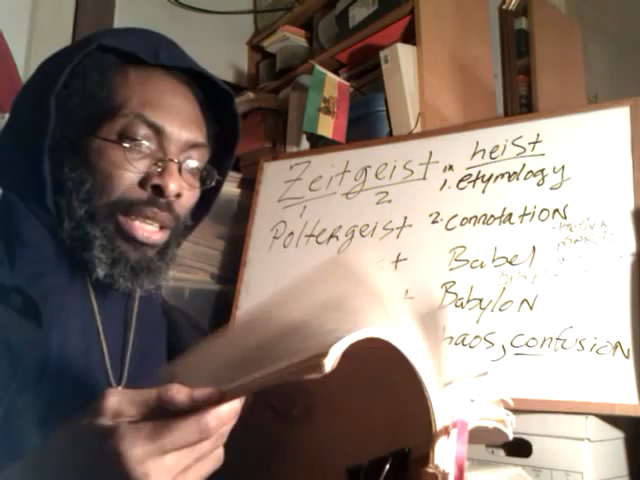 Zeitgeist in heist
1 2 1. etymology
Poltergeist 2. connotation
+ Babel
Babylon
haos, confusion